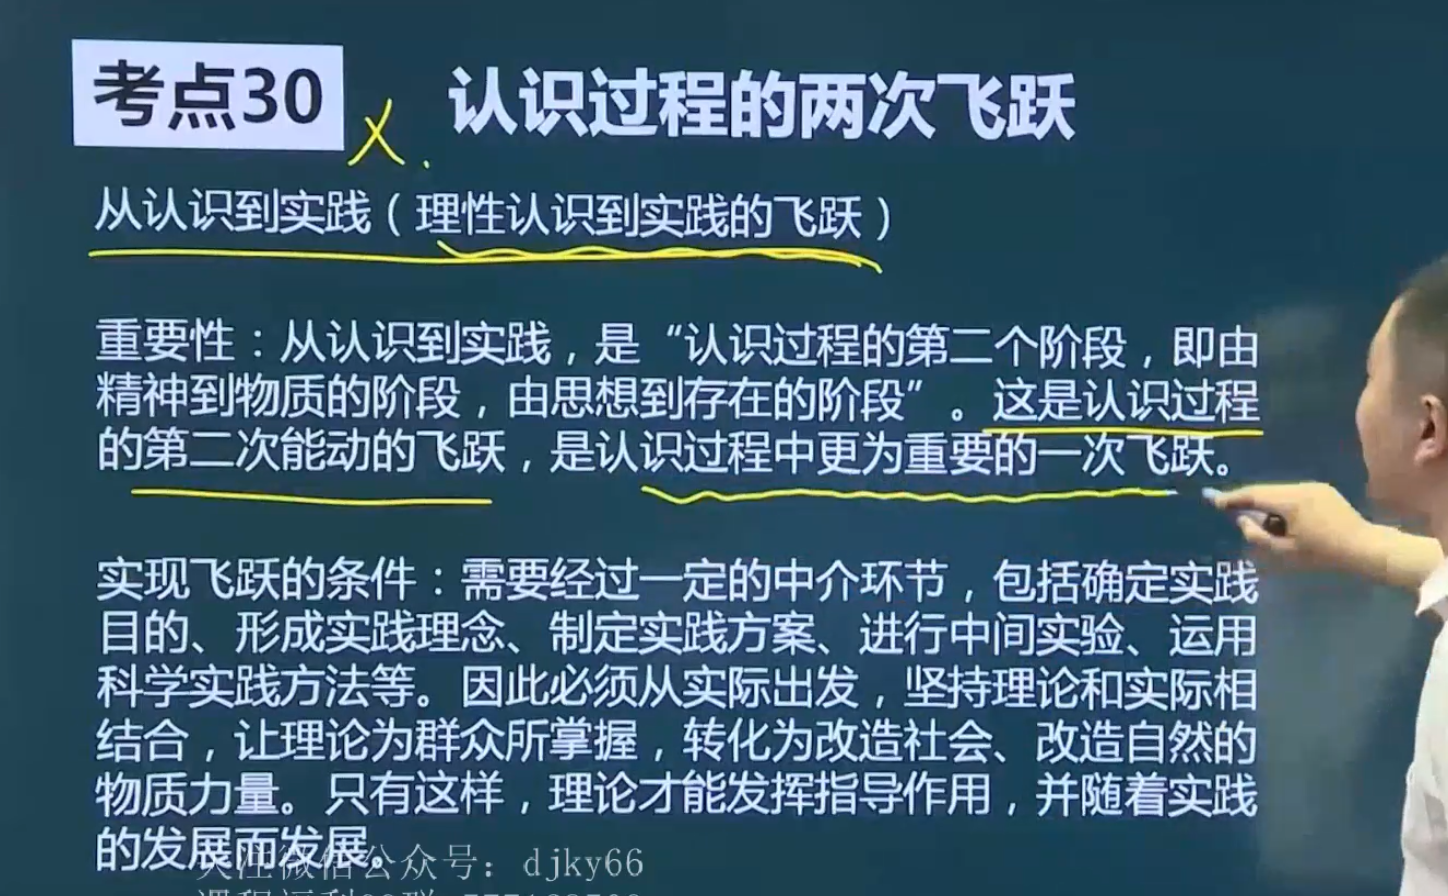 考点30
认识过程的两次飞跃
从认识到实践（理性认识到实践的飞跃）
重要性：从认识到实践，是“认识过程的第二个阶段，即由
精神到物质的阶段，由思想到存在的阶段”。这是认识过程
的第二次能动的飞跃，是认识过程中更为重要的一次飞跃。
实现飞跃的条件：需要经过一定的中介环节，包括确定实践
目的、形成实践理念、制定实践方案、进行中间实验、运用
科学实践方法等。因此必须从实际出发，坚持理论和实际相
结合，让理论为群众所掌握，转化为改造社会、改造自然的
物质力量。只有这样，理论才能发挥指导作用，并随着实践
的发展而发展。
关注微信公众号：djky66